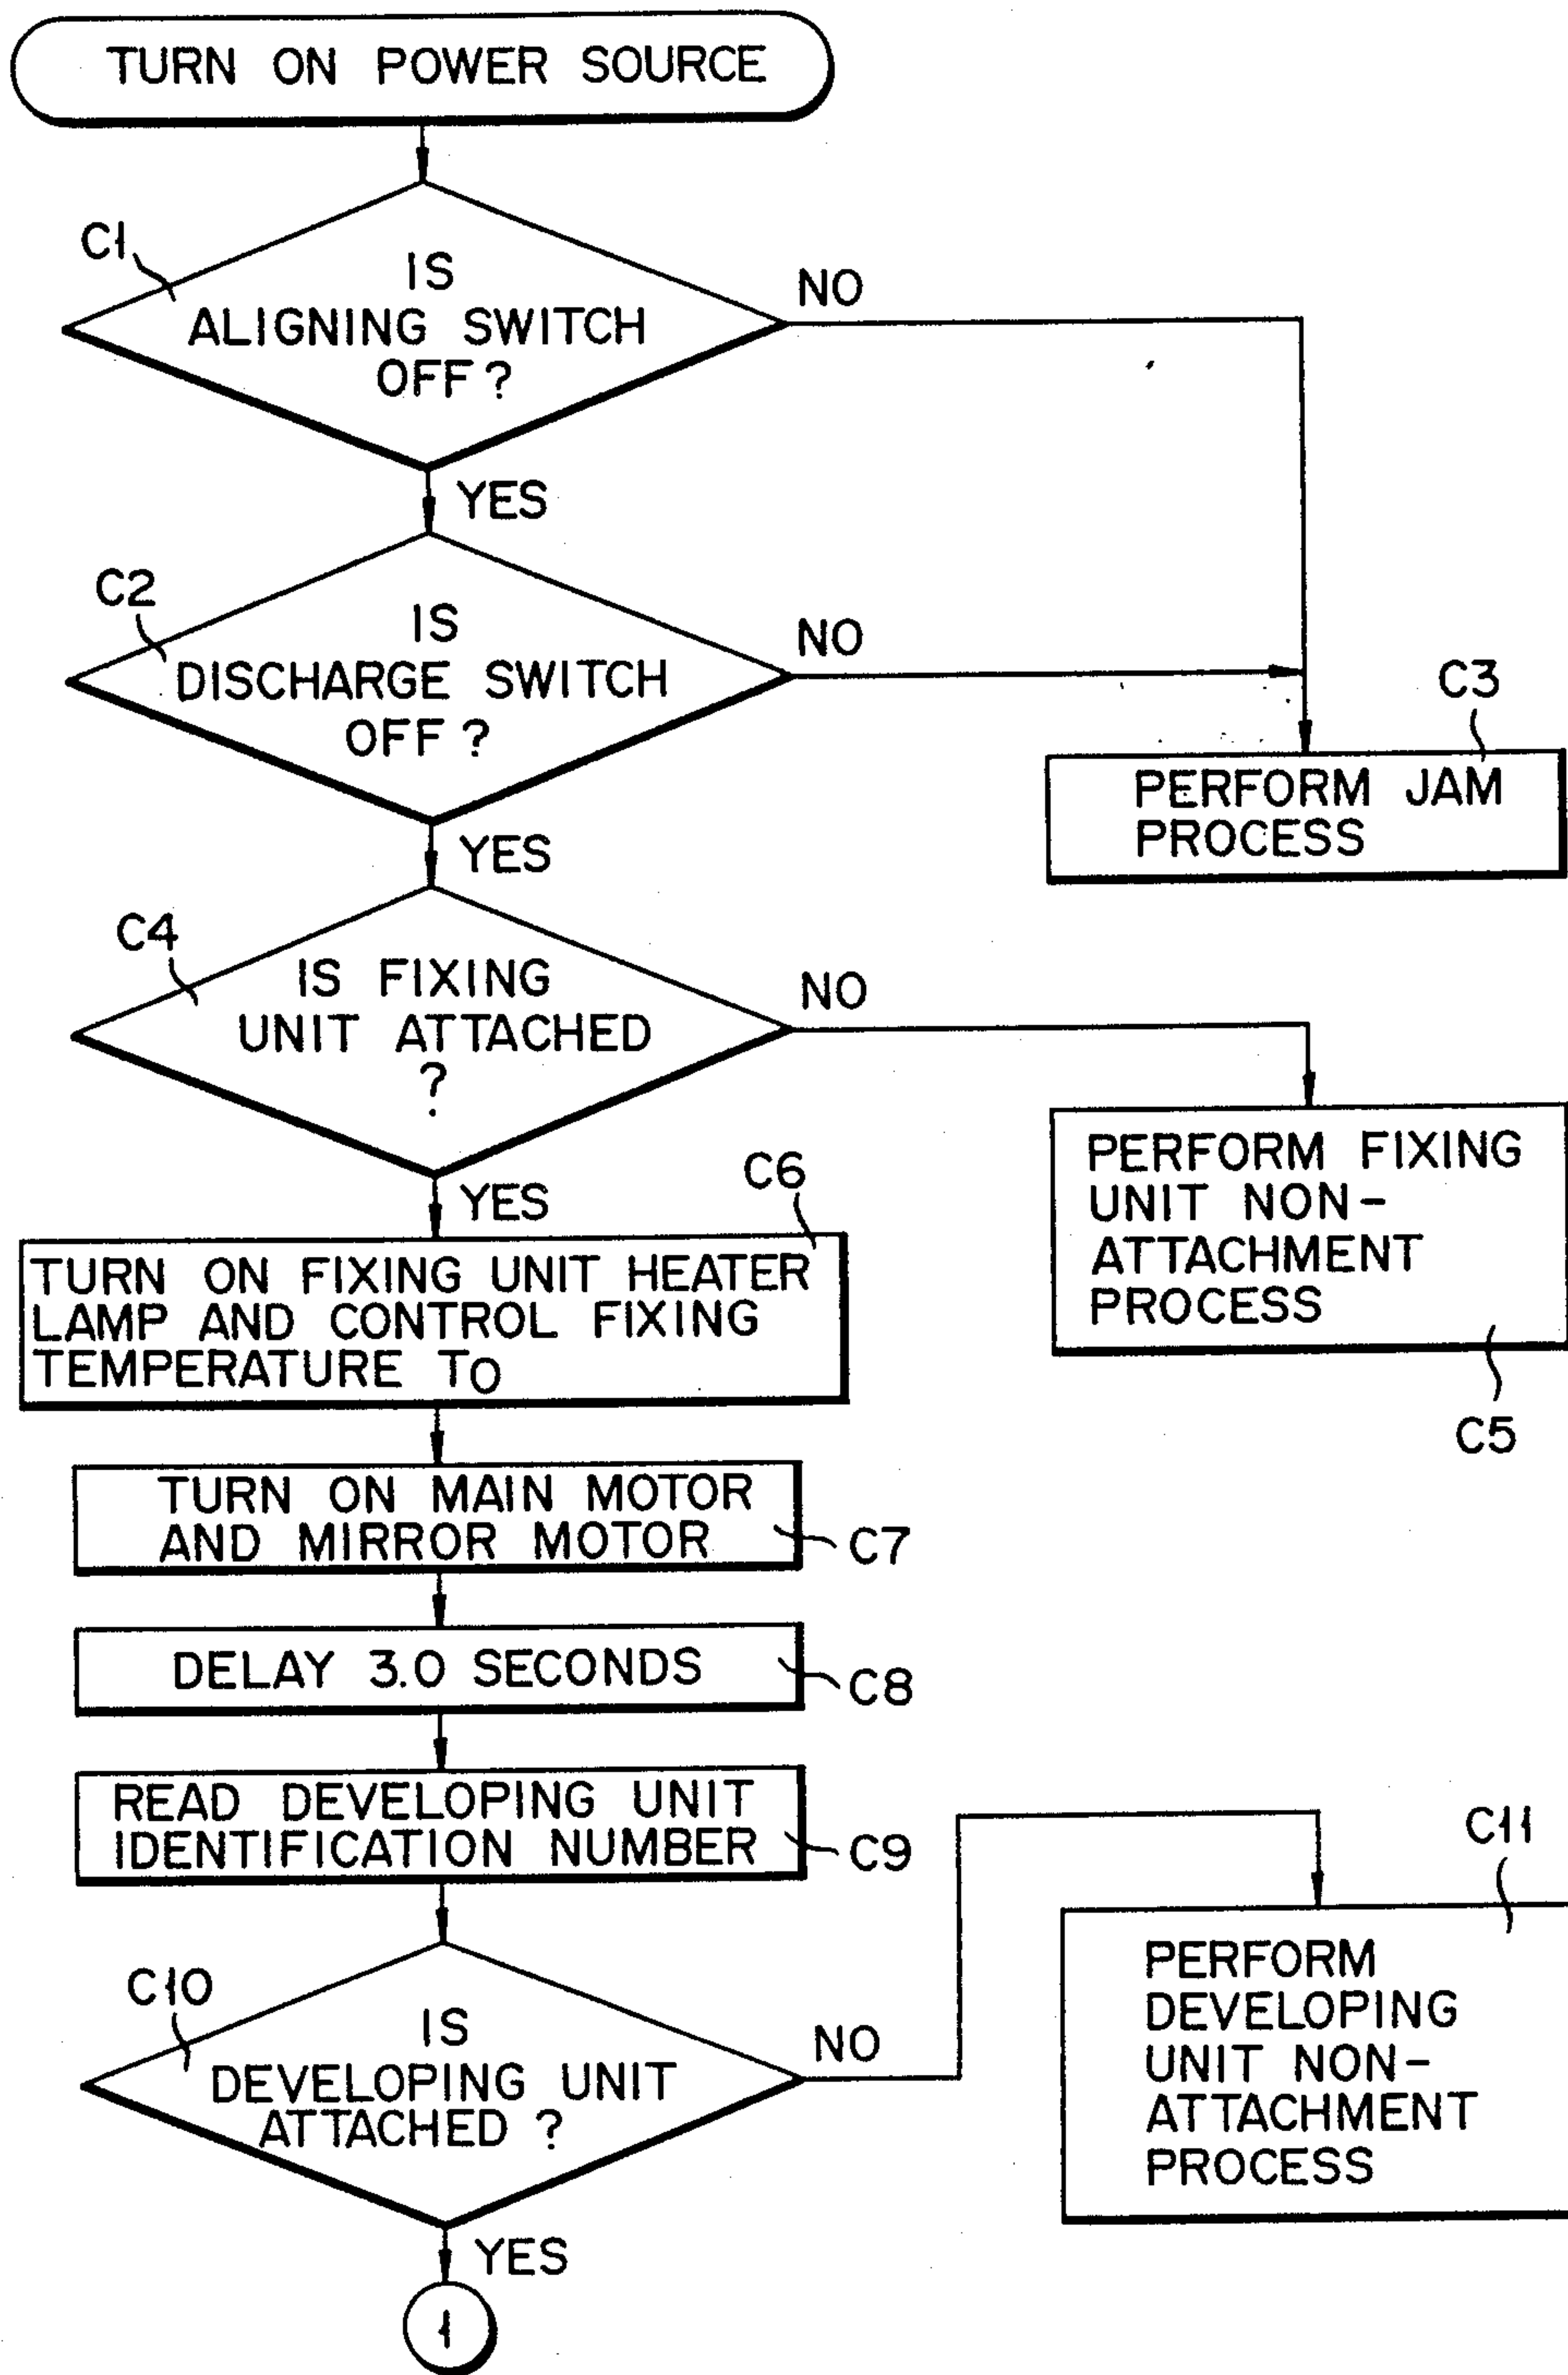 TURN ON POWER SOURCE
C1
IS
ALIGNING SWITCH
OFF?
NO
YES
C2
IS
DISCHARGE SWITCH
OFF?
NO
C3
PERFORM JAM
PROCESS
YES
C4
IS FIXING
UNIT ATTACHED
?
NO
PERFORM FIXING
UNIT NON-
ATTACHMENT
PROCESS
C5
YES
C6
TURN ON FIXING UNIT HEATER
LAMP AND CONTROL FIXING
TEMPERATURE TO
TURN ON MAIN MOTOR
AND MIRROR MOTOR
C7
DELAY 3.0 SECONDS
C8
READ DEVELOPING UNIT
IDENTIFICATION NUMBER
C9
C10
IS
DEVELOPING UNIT
ATTACHED ?
NO
C11
PERFORM
DEVELOPING
UNIT NON-
ATTACHMENT
PROCESS
YES
1